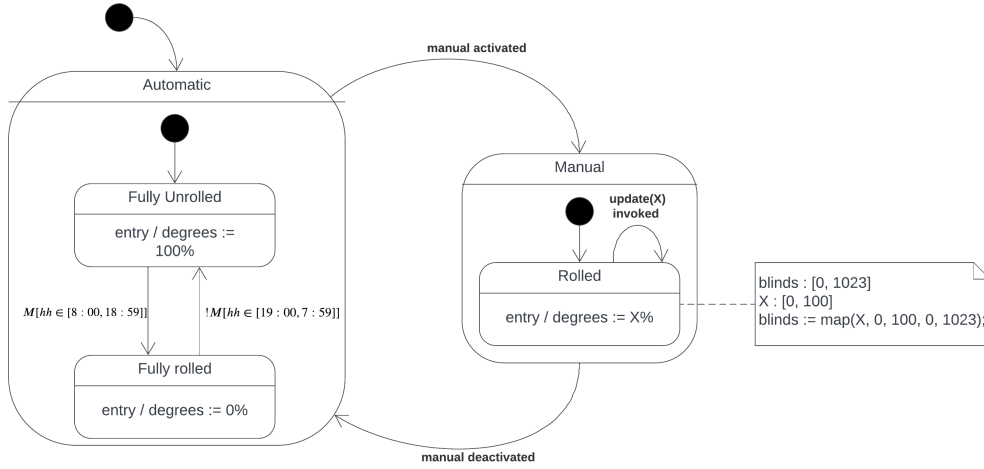 manual activated
Automatic
Manual
Fully Unrolled
entry / degrees :=
100%
update(X)
invoked
Rolled
entry / degrees := X%
blinds : [0, 1023]
X : [0, 100]
blinds := map(X, 0, 100, 0, 1023);
M[hh ∈ [8 : 00, 18 : 59]]
!M[hh ∈ [19 : 00, 7 : 59]]
Fully rolled
entry / degrees := 0%
manual deactivated